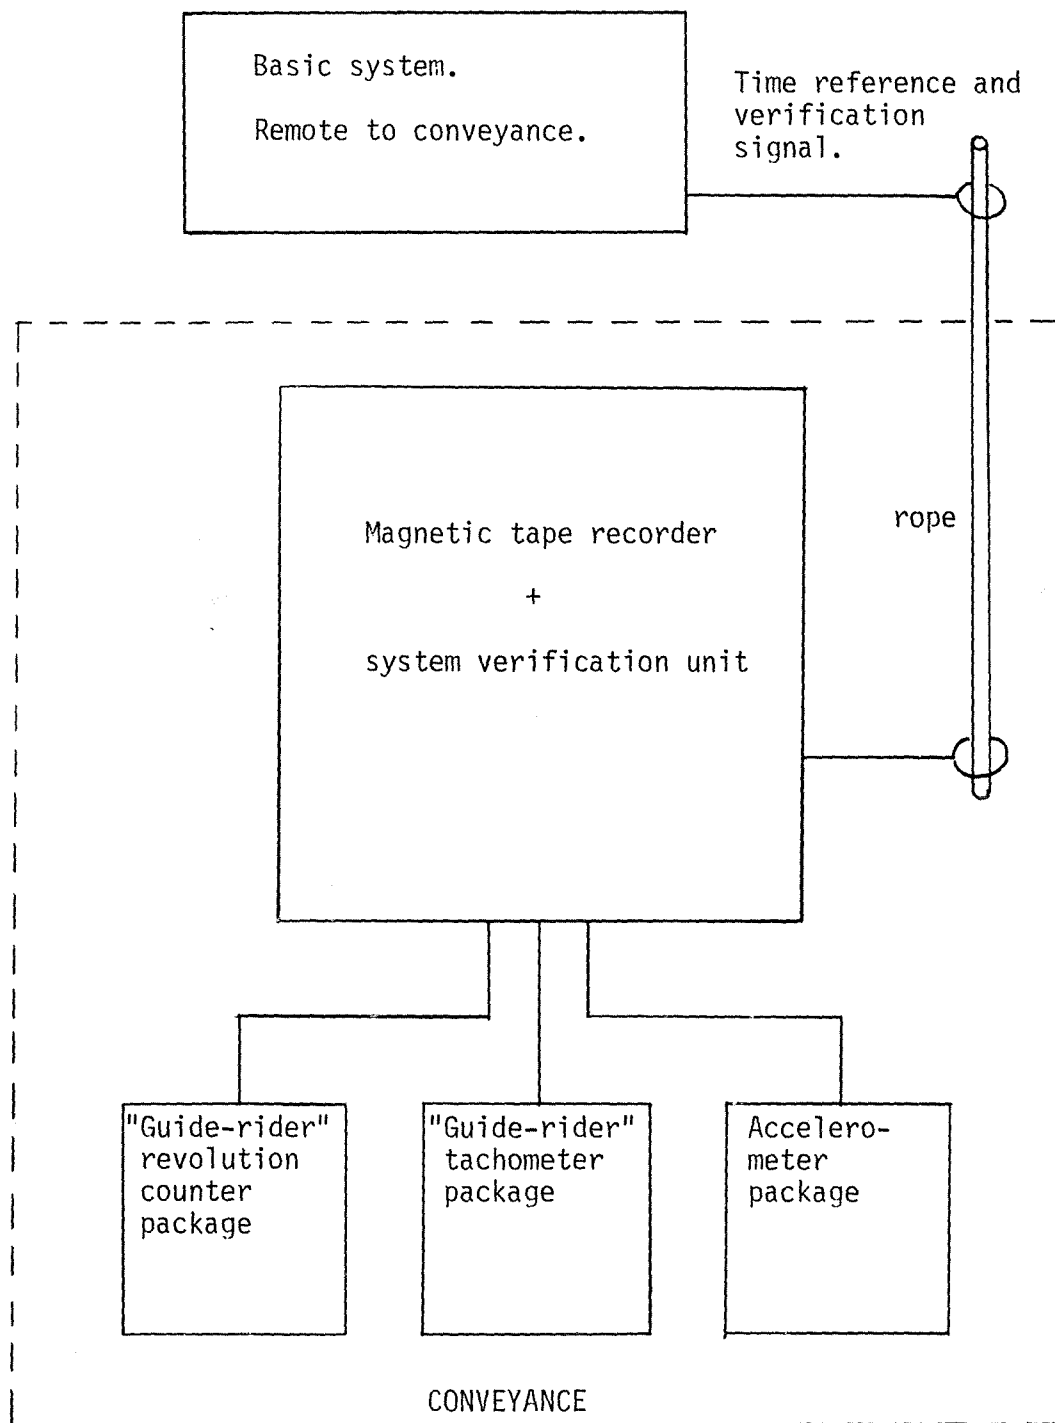 Basic system.
Remote to conveyance.
Time reference and
verification
signal.
rope
Magnetic tape recorder
+
system verification unit
"Guide-rider"
revolution
counter
package
"Guide-rider"
tachometer
package
Accelero-
meter
package
CONVEYANCE